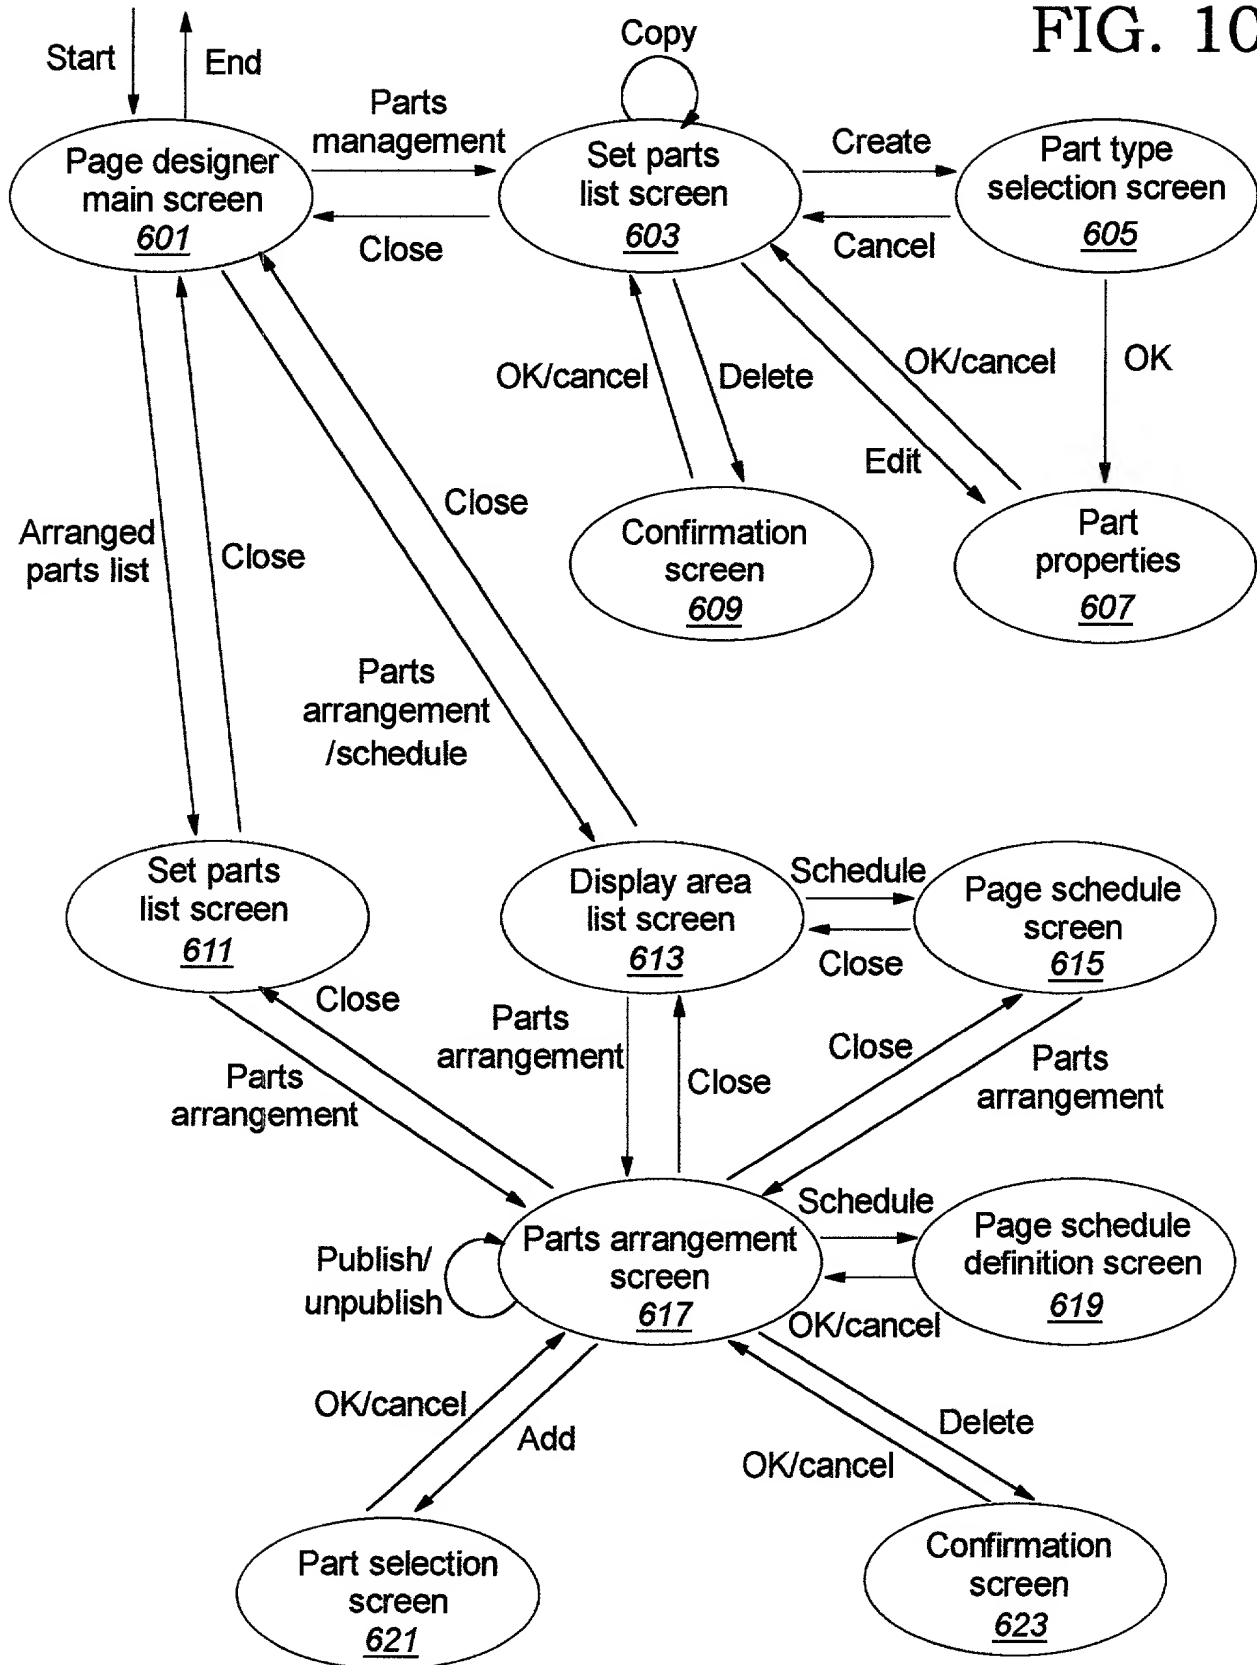 FIG. 10
Copy
Start
End
Parts
management
Create
Page designer
main screen
601
Set parts
list screen
603
Part type
selection screen
605
Close
Cancel
OK/cancel
Delete
OK/cancel
OK
Edit
Close
Arranged
parts list
Close
Confirmation
screen
609
Part
properties
607
Parts
arrangement
/schedule
Set parts
list screen
611
Display area
list screen
613
Schedule
Close
Page schedule
screen
615
Close
Parts
arrangement
Parts
arrangement
Close
Close
Parts
arrangement
Schedule
Publish/
unpublish
Parts arrangement
screen
617
Page schedule
definition screen
619
OK/cancel
OK/cancel
Add
Delete
OK/cancel
Part selection
screen
621
Confirmation
screen
623